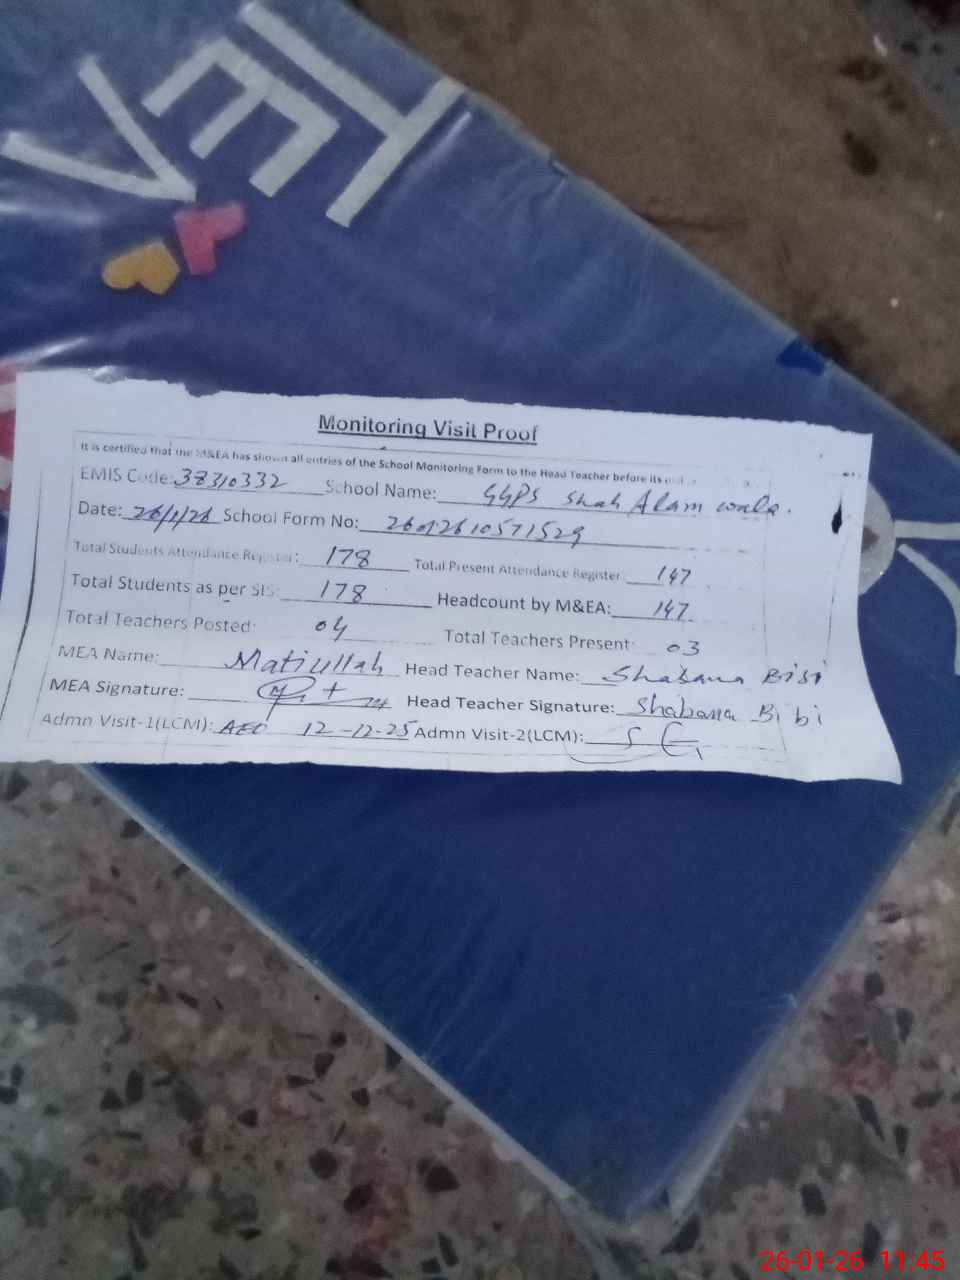 Monitoring Visit Proof
It is certified that the M&EA has shown all entries of the School Monitoring Form to the Head Teacher before its
EMIS Code: 38310332 School Name: GGPS Shah Alam wala.
Date: 26/1/26 School Form No: 26012610571529
Total Students Attendance Register: 178 Total Present Attendance Register: 147
Total Students as per SIS: 178 Headcount by M&EA: 147
Total Teachers Posted: 04 Total Teachers Present: 03
MEA Name: Matiullah Head Teacher Name: Shabana Bibi
MEA Signature: Head Teacher Signature: Shabana Bibi
Admn Visit-1(LCM): AEO 12-12-25 Admn Visit-2(LCM):
26-01-26 11:45